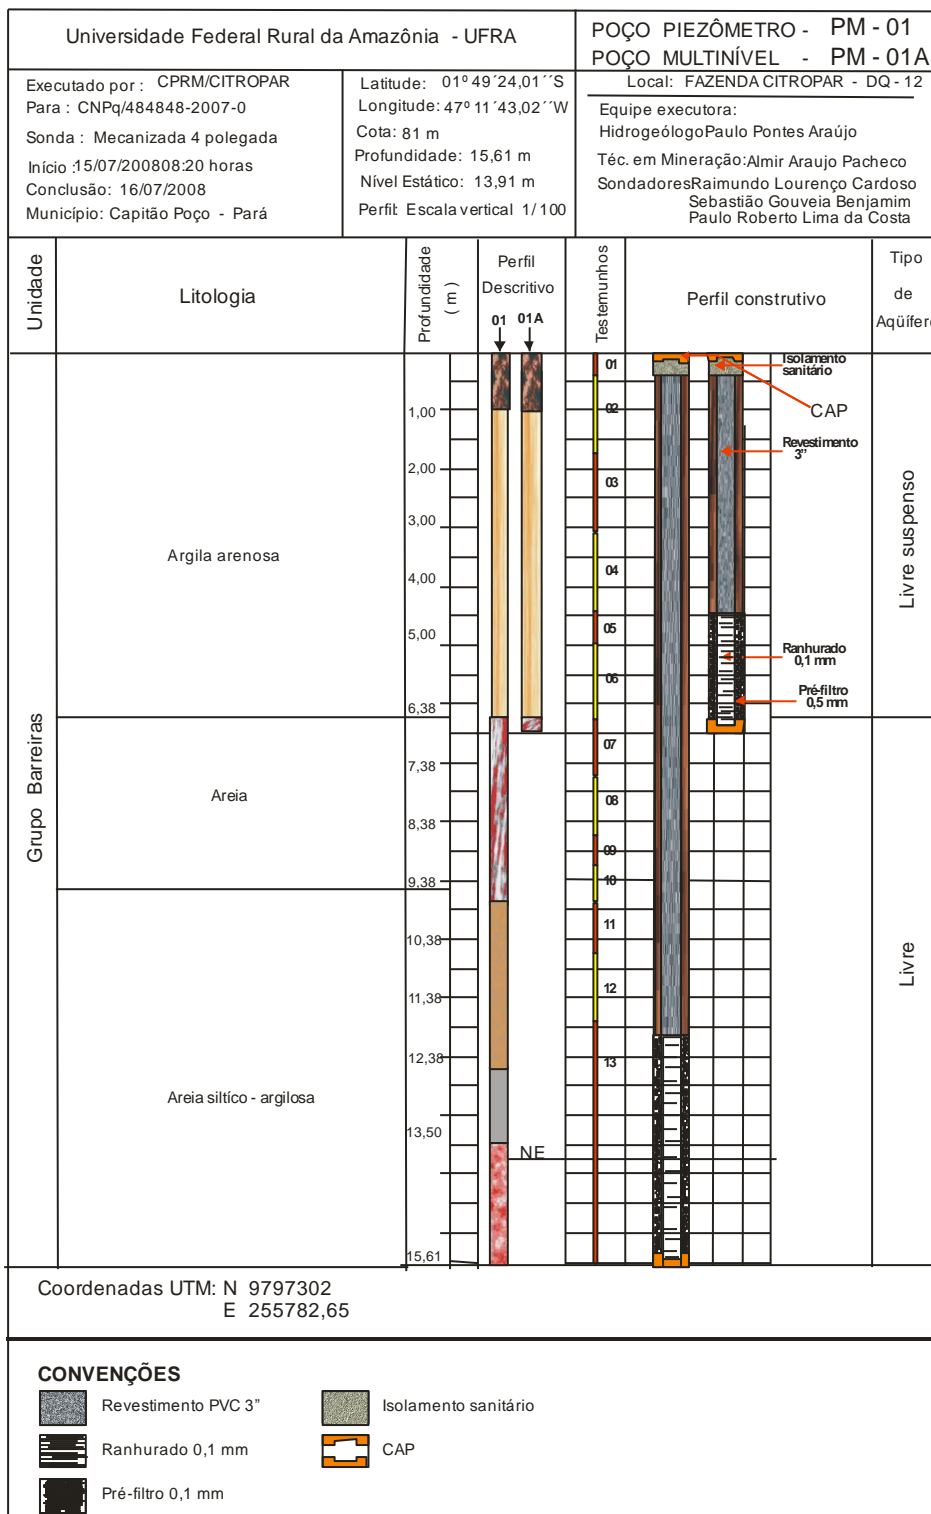 Universidade Federal Rural da Amazônia - UFRA
POÇO PIEZÔMETRO - PM - 01
POÇO MULTINÍVEL - PM - 01A
Executado por : CPRM/CITROPAR
Para : CNPq/484848-2007-0
Sonda : Mecanizada 4 polegada
Início :15/07/200808:20 horas
Conclusão: 16/07/2008
Município: Capitão Poço - Pará
Latitude: 01º 49´24,01´´S
Longitude: 47º 11´43,02´´W
Cota: 81 m
Profundidade: 15,61 m
Nível Estático: 13,91 m
Perfil: Escala vertical 1/100
Local: FAZENDA CITROPAR - DQ - 12
Equipe executora:
HidrogeólogoPaulo Pontes Araújo
Téc. em Mineração:Almir Araujo Pacheco
SondadoresRaimundo Lourenço Cardoso
Sebastião Gouveia Benjamim
Paulo Roberto Lima da Costa
Unidade
Litologia
Profundidade
( m )
Perfil
Descritivo
01 01A
Testemunhos
Perfil construtivo
Tipo
de
Aqüífero
Grupo Barreiras
Argila arenosa
Areia
Areia siltíco - argilosa
1,00
2,00
3,00
4,00
5,00
6,38
7,38
8,38
9,38
10,38
11,38
12,38
13,50
15,61
NE
01
02
03
04
05
06
07
08
09
10
11
12
13
Isolamento
sanitário
CAP
Revestimento
3”
Ranhurado
0,1 mm
Pré-filtro
0,5 mm
Livre suspenso
Livre
Coordenadas UTM: N 9797302
E 255782,65
CONVENÇÕES
Revestimento PVC 3”
Isolamento sanitário
Ranhurado 0,1 mm
CAP
Pré-filtro 0,1 mm